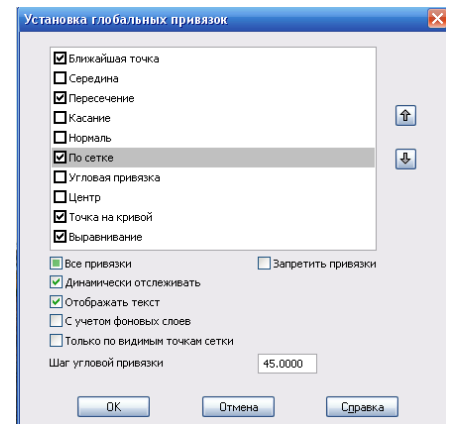 Установка глобальных привязок
Ближайшая точка
Середина
Пересечение
Касание
Нормаль
По сетке
Угловая привязка
Центр
Точка на кривой
Выравнивание
Все привязки
Запретить привязки
Динамически отслеживать
Отображать текст
С учетом фоновых слоев
Только по видимым точкам сетки
Шаг угловой привязки 45.0000
ОК Отмена Справка